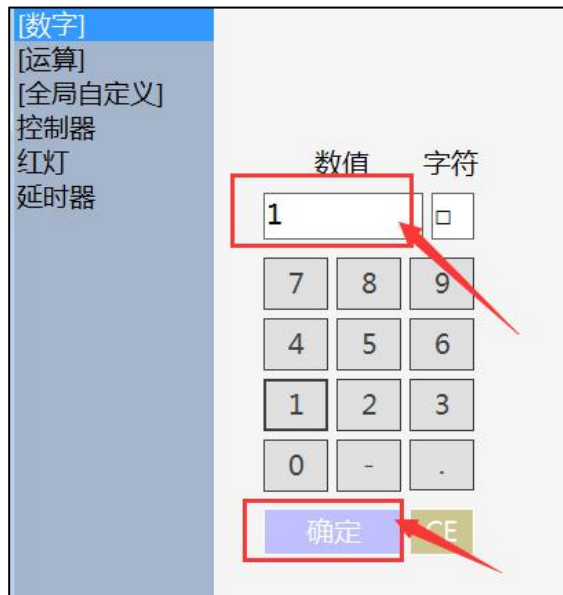 [数字]
[运算]
[全局自定义]
控制器
红灯
延时器
数值 字符
1 □
7 8 9
4 5 6
1 2 3
0 - .
确定 CE